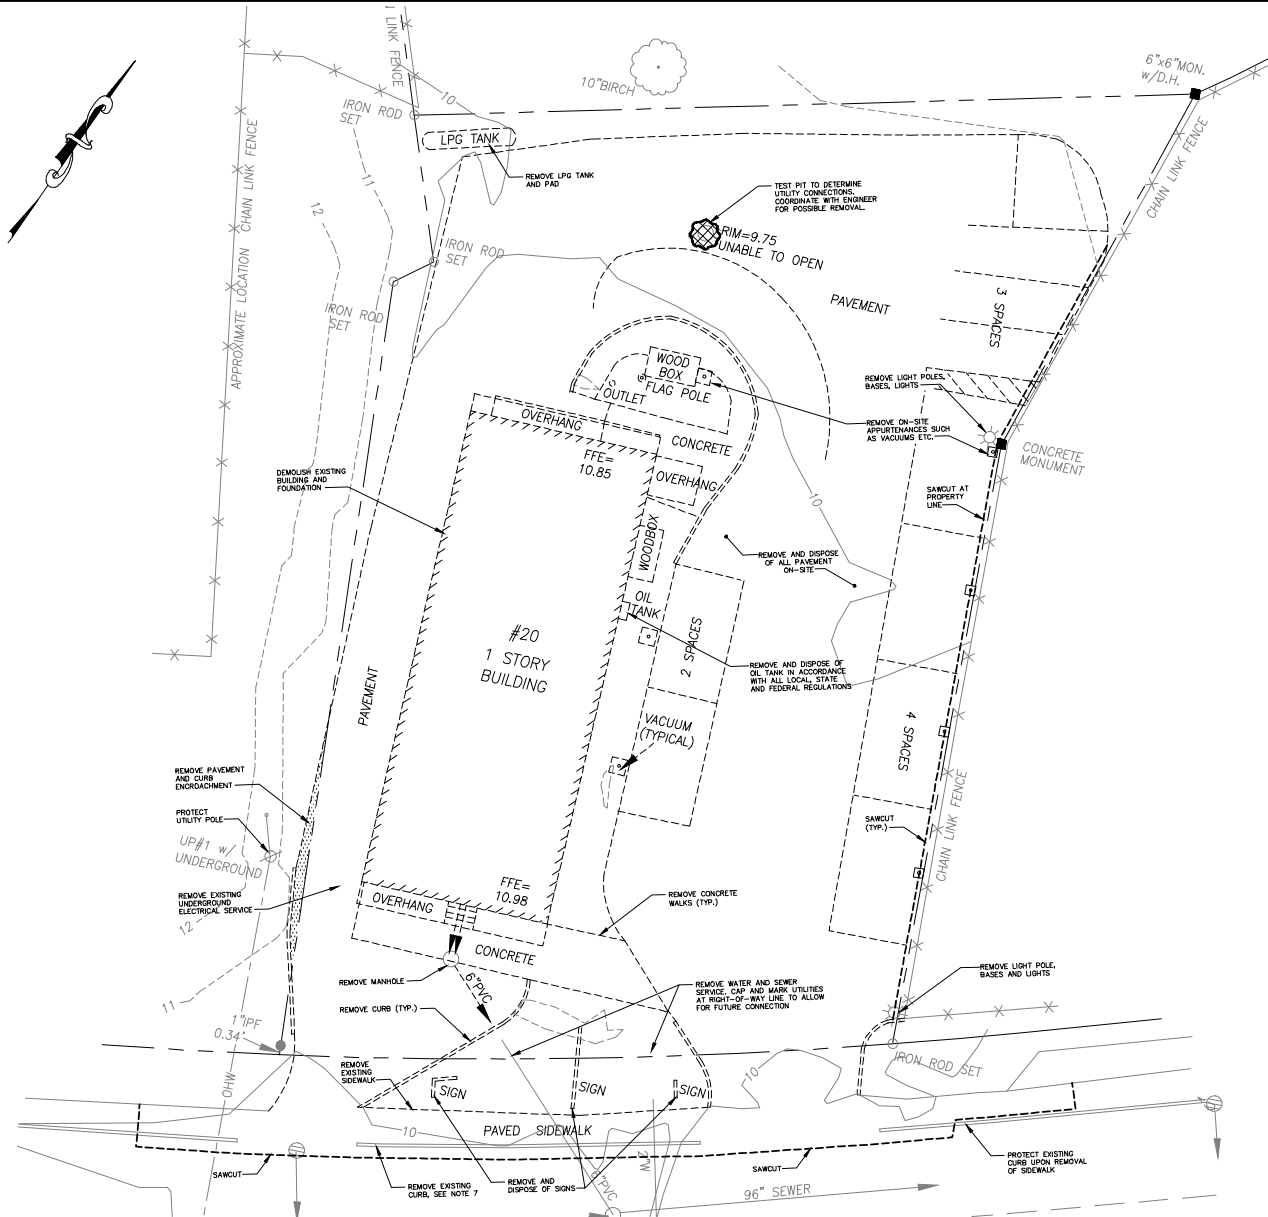 CHAIN LINK FENCE
6"x6"MON.
w/D.H.
10"BIRCH
10
IRON ROD
SET
LPG TANK
REMOVE LPG TANK
AND PAD
CHAIN LINK FENCE
APPROXIMATE LOCATION CHAIN LINK FENCE
11
12
TEST PIT TO DETERMINE
UTILITY CONNECTIONS.
COORDINATE WITH ENGINEER
FOR POSSIBLE REMOVAL.
RIM=9.75
UNABLE TO OPEN
IRON ROD
SET
IRON ROD
SET
PAVEMENT
3 SPACES
WOOD
BOX
FLAG POLE
OUTLET
REMOVE LIGHT POLES,
BASES, LIGHTS
OVERHANG
CONCRETE
REMOVE ON-SITE
APPURTENANCES SUCH
AS VACUUMS ETC.
CONCRETE
MONUMENT
FFE=
10.85
OVERHANG
DEMOLISH EXISTING
BUILDING AND
FOUNDATION
SAWCUT AT
PROPERTY
LINE
10
WOODBOX
REMOVE AND DISPOSE
OF ALL PAVEMENT
ON-SITE
OIL
TANK
#20
1 STORY
BUILDING
2 SPACES
REMOVE AND DISPOSE OF
OIL TANK IN ACCORDANCE
WITH ALL LOCAL, STATE
AND FEDERAL REGULATIONS
PAVEMENT
VACUUM
(TYPICAL)
4 SPACES
REMOVE PAVEMENT
AND CURB
ENCROACHMENT
PROTECT
UTILITY POLE
UP#1 w/
UNDERGROUND
SAWCUT
(TYP.)
CHAIN LINK FENCE
REMOVE EXISTING
UNDERGROUND
ELECTRICAL SERVICE
12
FFE=
10.98
OVERHANG
REMOVE CONCRETE
WALKS (TYP.)
CONCRETE
REMOVE MANHOLE
6"PVC
REMOVE WATER AND SEWER
SERVICE, CAP AND MARK UTILITIES
AT RIGHT-OF-WAY LINE TO ALLOW
FOR FUTURE CONNECTION
REMOVE LIGHT POLE,
BASES AND LIGHTS
11
REMOVE CURB (TYP.)
1"IPF
0.34'
OHW
REMOVE
EXISTING
SIDEWALK
IRON ROD SET
10
SIGN
SIGN
SIGN
10
PAVED SIDEWALK
SAWCUT
REMOVE EXISTING
CURB, SEE NOTE 7
REMOVE AND
DISPOSE OF SIGNS
6"PVC
2"W
SAWCUT
PROTECT EXISTING
CURB UPON REMOVAL
OF SIDEWALK
96" SEWER